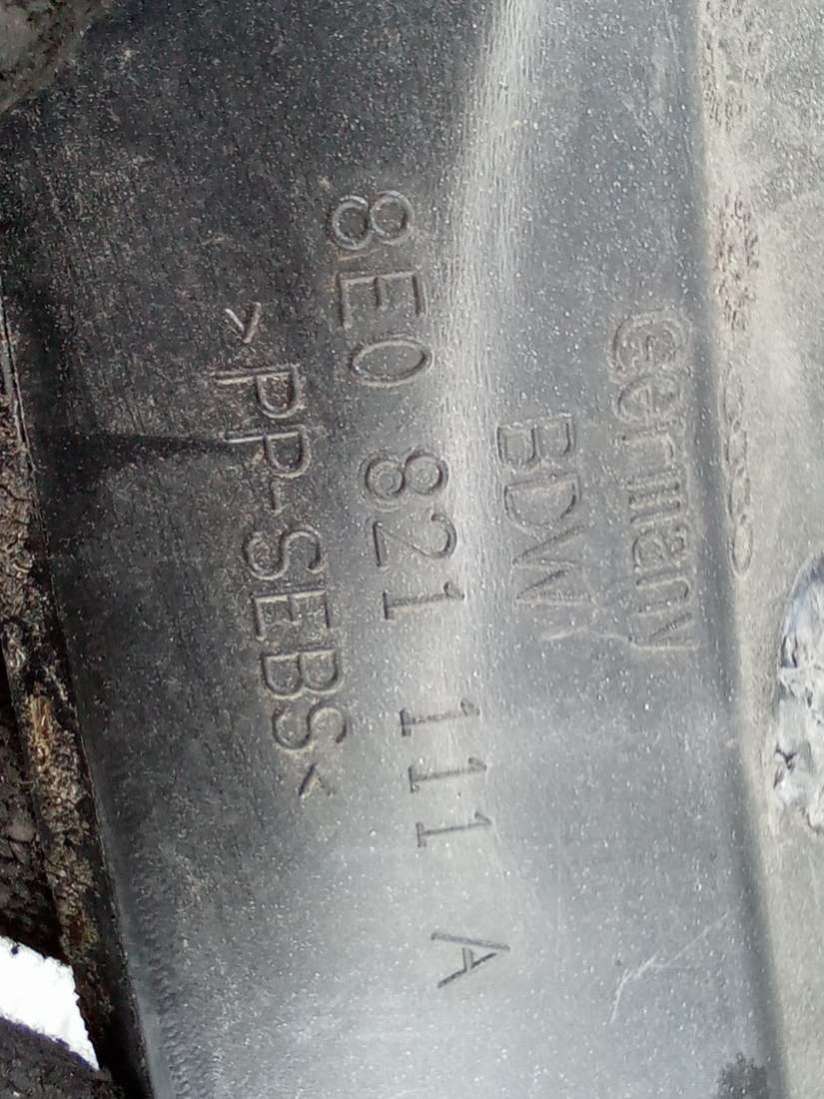 Germany
BDW
8E0 821 111 A
>PP-SEBS<